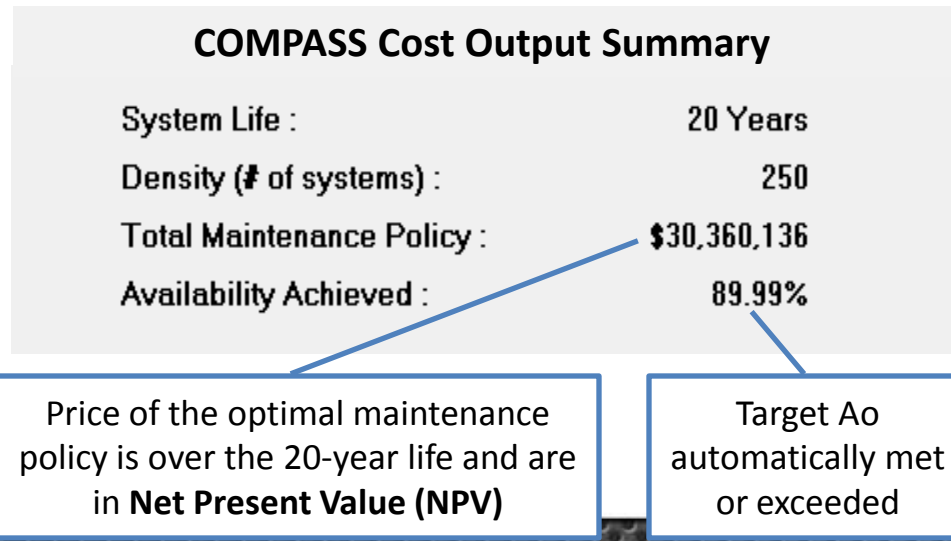 COMPASS Cost Output Summary
System Life : 20 Years
Density (# of systems) : 250
Total Maintenance Policy : $30,360,136
Availability Achieved : 89.99%
Price of the optimal maintenance
policy is over the 20-year life and are
in Net Present Value (NPV)
Target Ao
automatically met
or exceeded